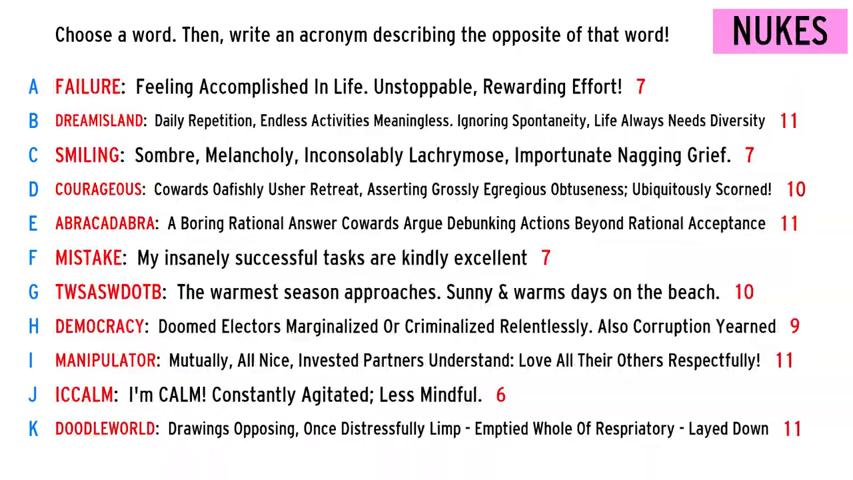 Choose a word. Then, write an acronym describing the opposite of that word!
NUKES
A FAILURE: Feeling Accomplished In Life. Unstoppable, Rewarding Effort! 7
B DREAMISLAND: Daily Repetition, Endless Activities Meaningless. Ignoring Spontaneity, Life Always Needs Diversity 11
C SMILING: Sombre, Melancholy, Inconsolably Lachrymose, Importunate Nagging Grief. 7
D COURAGEOUS: Cowards Oafishly Usher Retreat, Asserting Grossly Egregious Obtuseness; Ubiquitously Scorned! 10
E ABRACADABRA: A Boring Rational Answer Cowards Argue Debunking Actions Beyond Rational Acceptance 11
F MISTAKE: My insanely successful tasks are kindly excellent 7
G TWSASWDOTB: The warmest season approaches. Sunny & warms days on the beach. 10
H DEMOCRACY: Doomed Electors Marginalized Or Criminalized Relentlessly. Also Corruption Yearned 9
I MANIPULATOR: Mutually, All Nice, Invested Partners Understand: Love All Their Others Respectfully! 11
J ICCALM: I'm CALM! Constantly Agitated; Less Mindful. 6
K DOODLEWORLD: Drawings Opposing, Once Distressfully Limp - Emptied Whole Of Respriatory - Layed Down 11